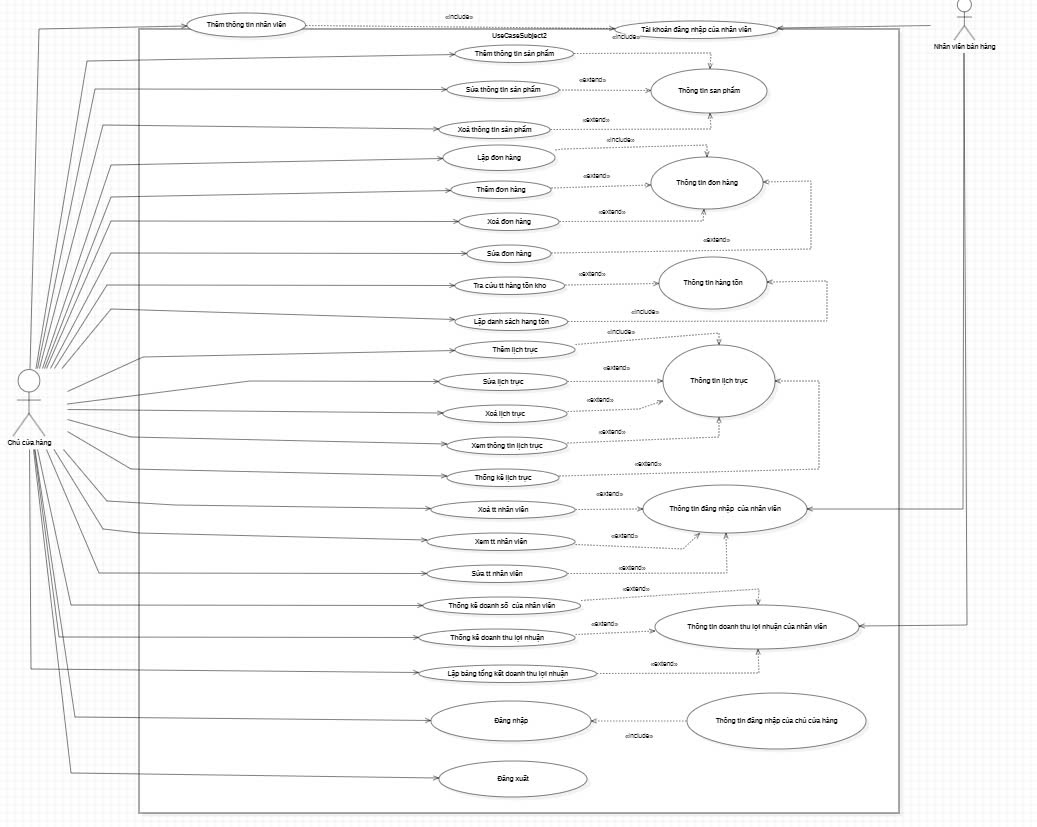 Thêm thông tin nhân viên
«include»
Tài khoản đăng nhập của nhân viên
Nhân viên bán hàng
UseCaseSubject2
«include»
Thêm thông tin sản phẩm
Sửa thông tin sản phẩm
«extend»
Thông tin san phẩm
Xoá thông tin sản phẩm
«extend»
«include»
Lập đơn hàng
Thêm đơn hàng
«extend»
Thông tin đơn hàng
Xoá đơn hàng
«extend»
«extend»
Sửa đơn hàng
Tra cứu tt hàng tồn kho
«extend»
Thông tin hàng tồn
«include»
Lập danh sách hang tồn
«include»
Thêm lịch trực
«extend»
Sửa lịch trực
Thông tin lịch trực
«extend»
Xoá lịch trực
«extend»
Xem thông tin lịch trực
Chủ cửa hàng
«extend»
Thống kê lịch trực
«extend»
Xoá tt nhân viên
Thông tin đăng nhập của nhân viên
«extend»
Xem tt nhân viên
«extend»
Sửa tt nhân viên
«extend»
Thống kê doanh số của nhân viên
«extend»
Thông tin doanh thu lợi nhuận của nhân viên
Thống kê doanh thu lợi nhuận
«extend»
Lập bảng tổng kết doanh thu lợi nhuận
Đăng nhập
Thông tin đăng nhập của chủ cửa hàng
«include»
Đăng xuất